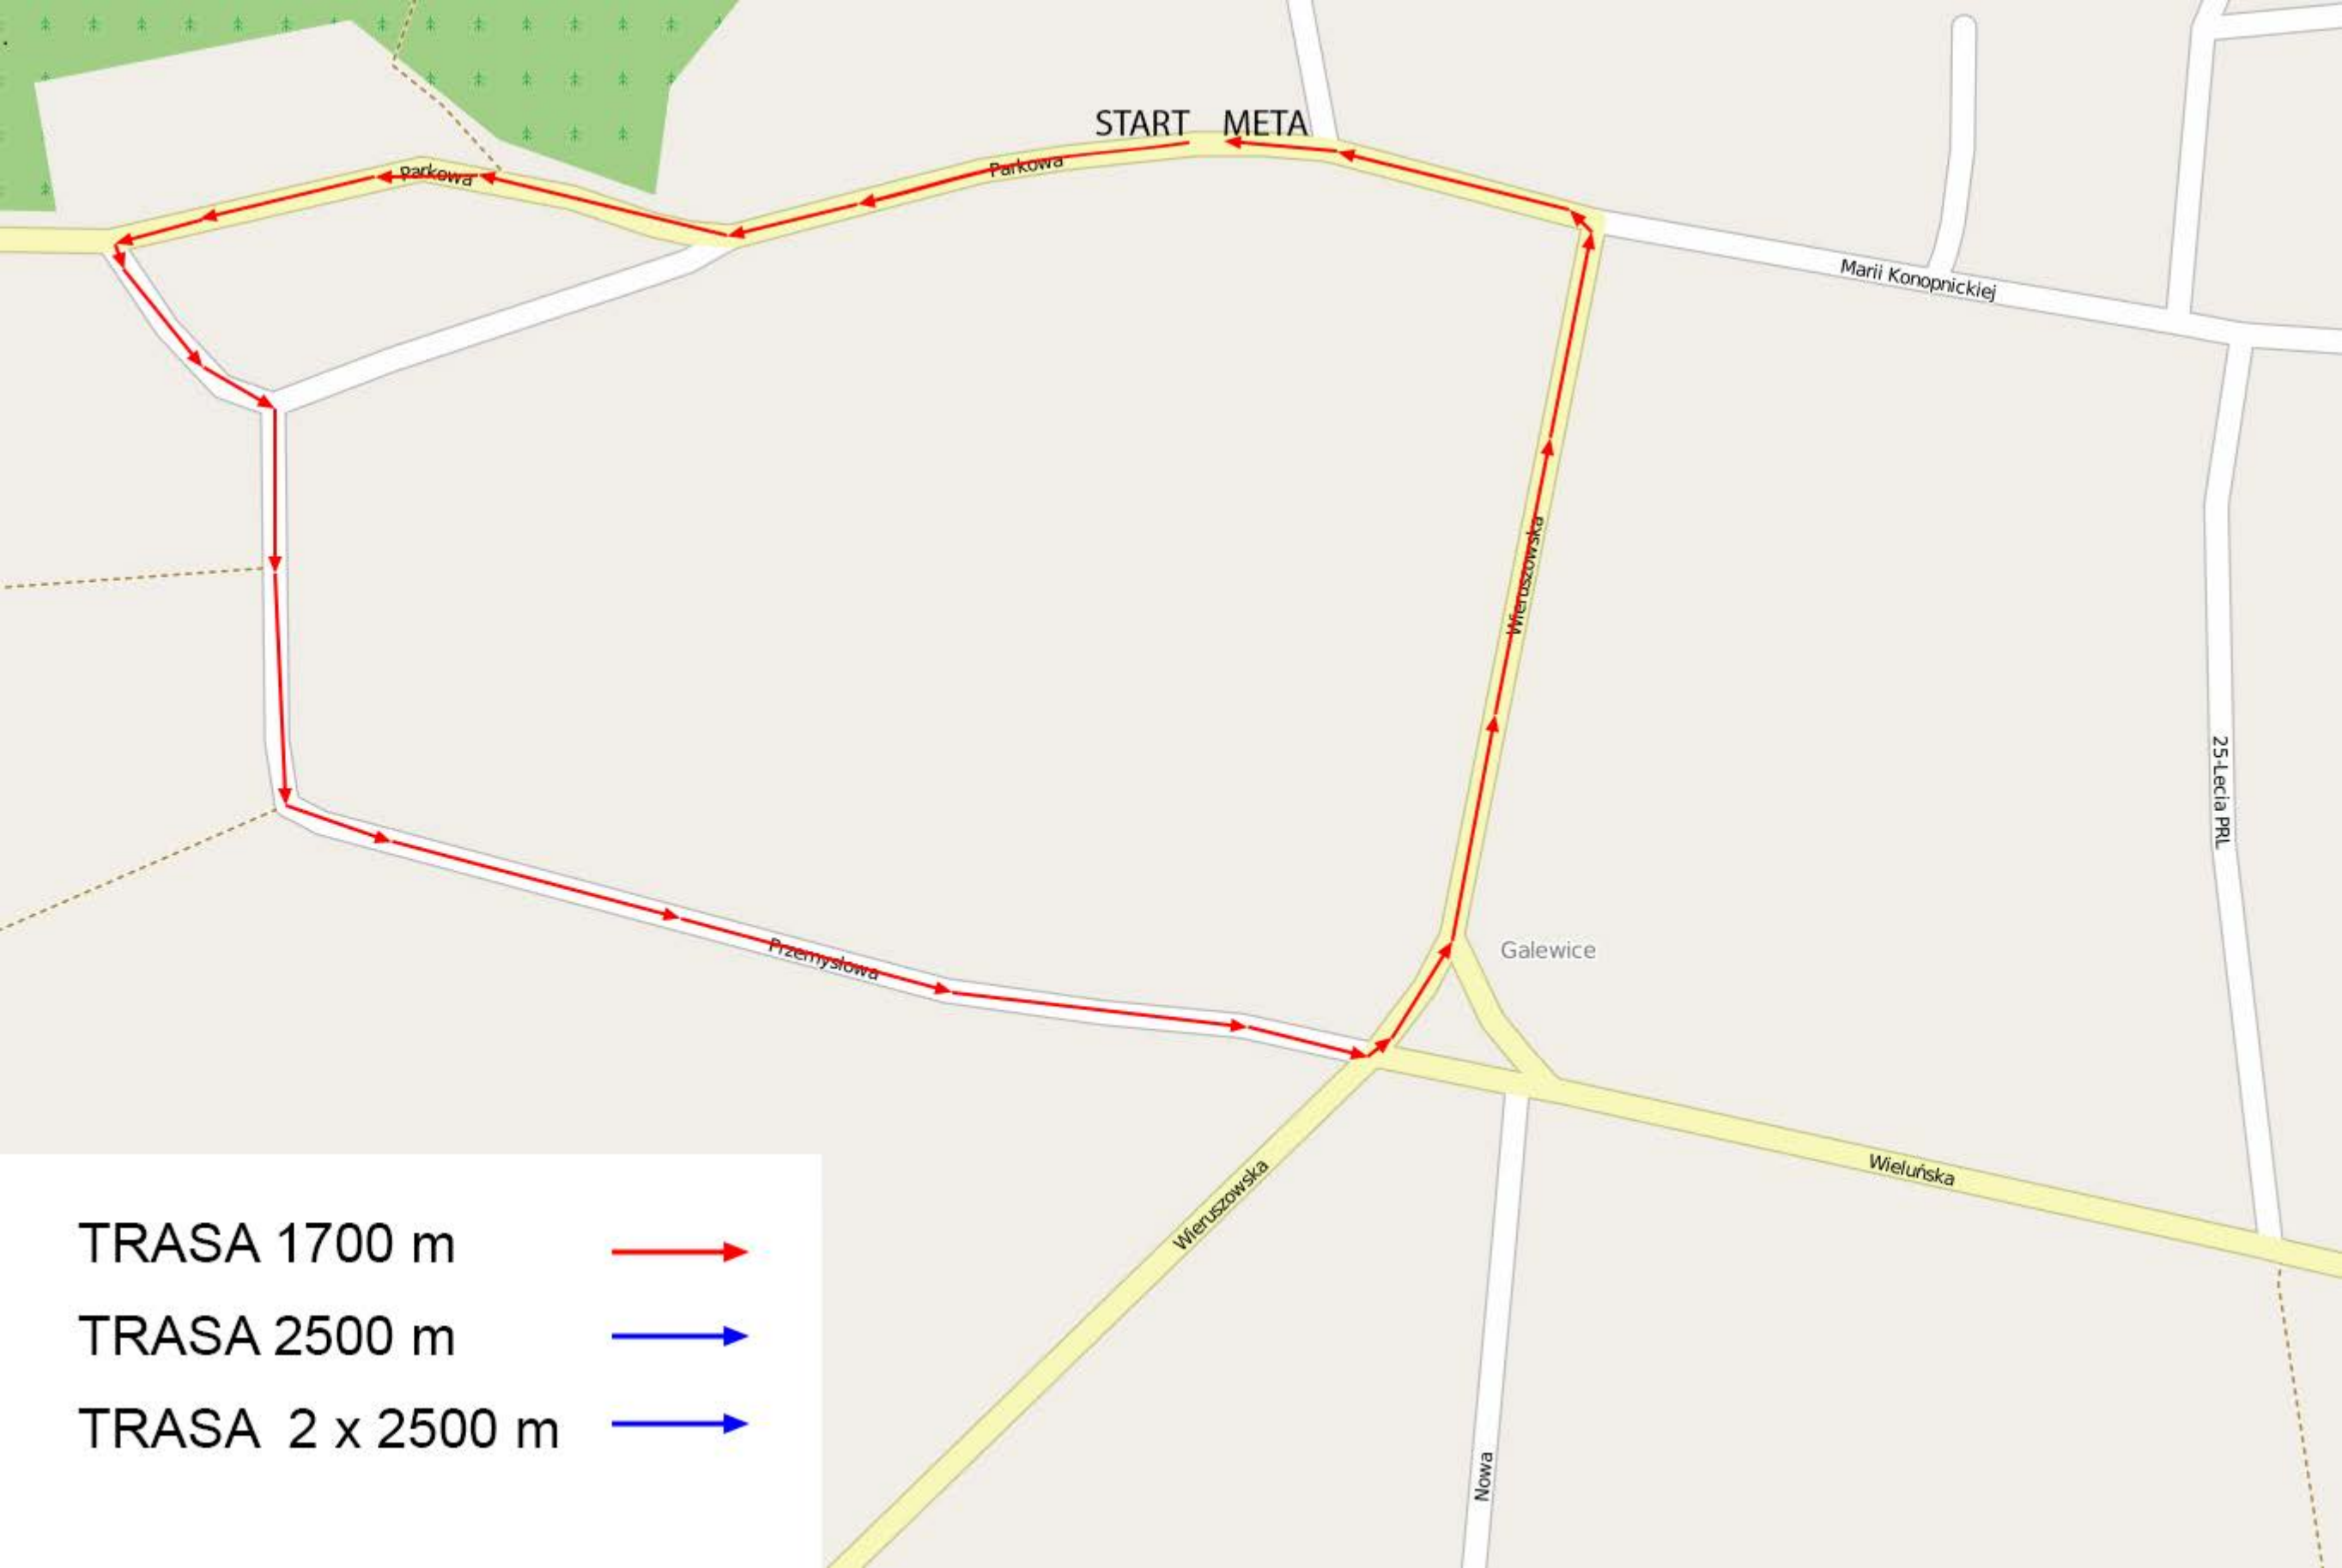 START META
Parkowa
Parkowa
Marii Konopnickiej
Wieruszowska
25-Lecia PRL
Przemysłowa
Galewice
Wieluńska
Wieruszowska
Nowa
TRASA 1700 m
TRASA 2500 m
TRASA 2 x 2500 m